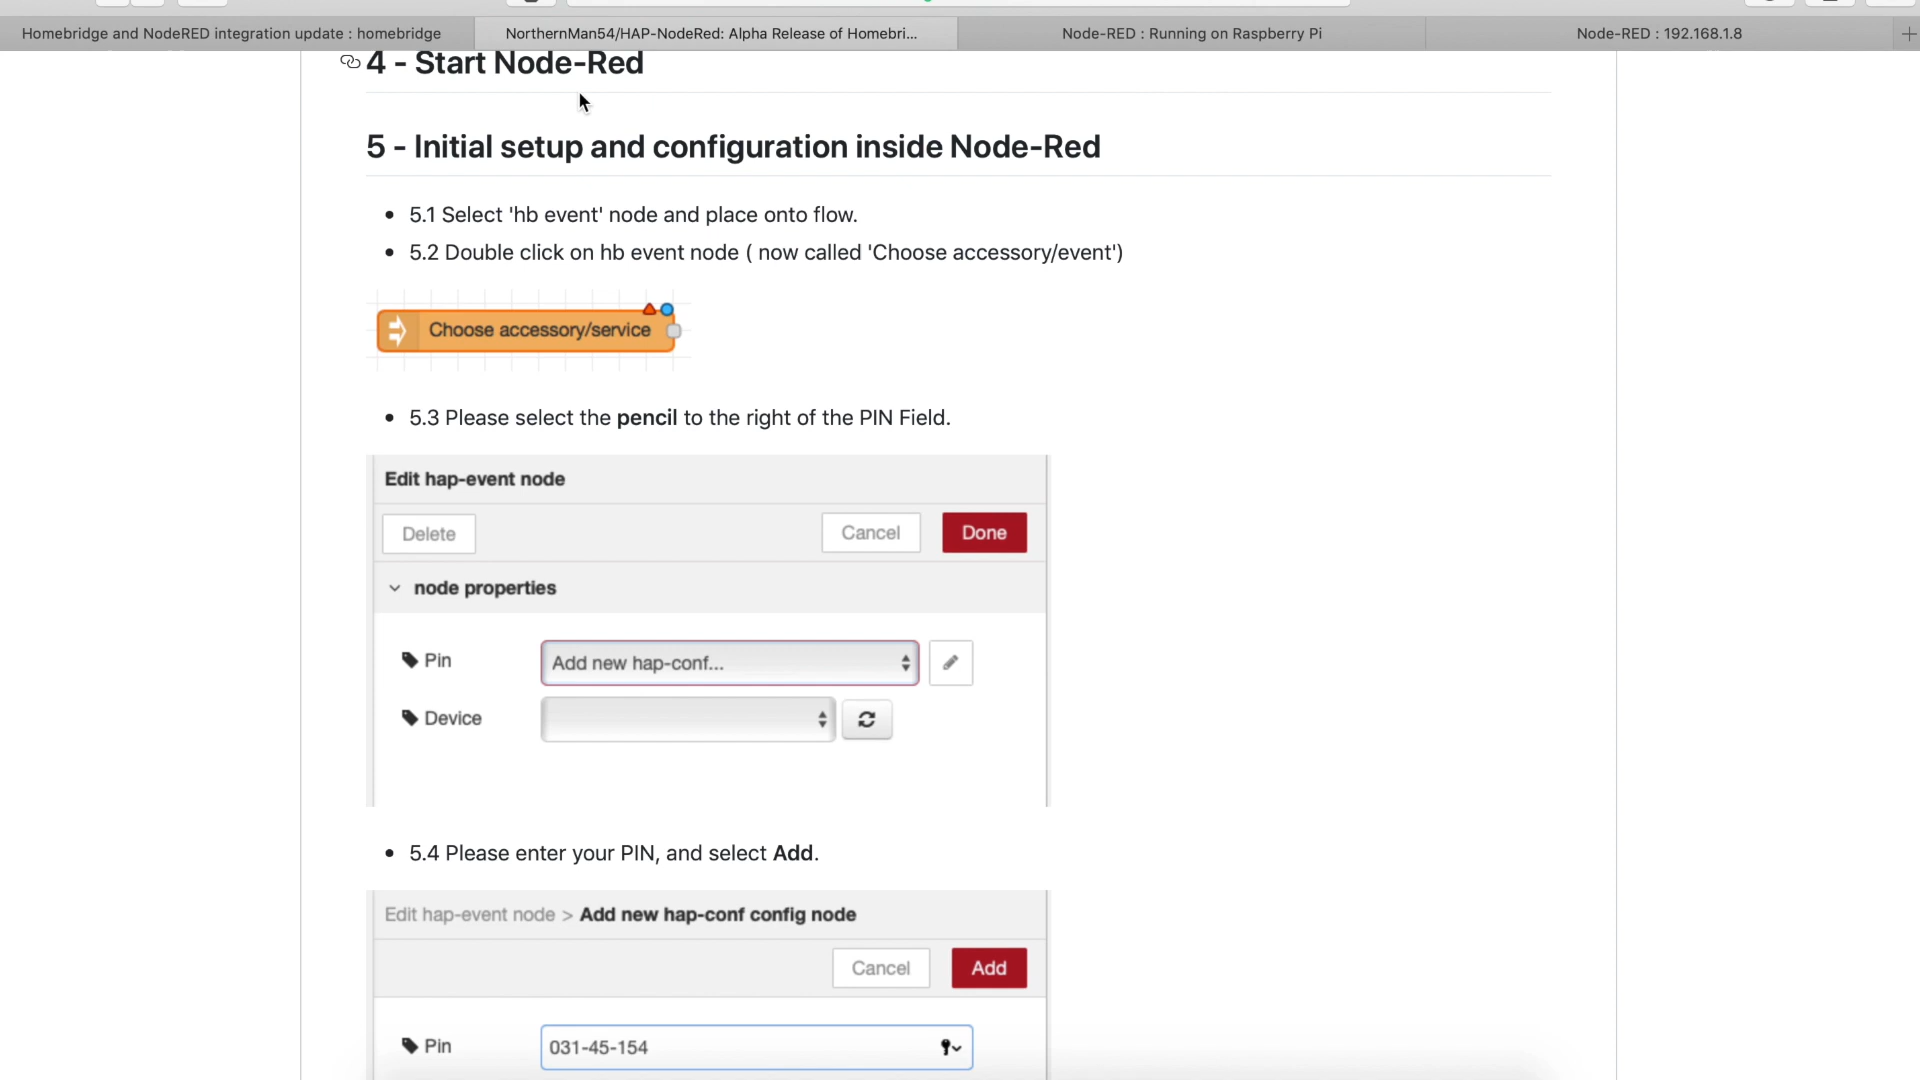 Homebridge and NodeRED integration update : homebridge
NorthernMan54/HAP-NodeRed: Alpha Release of Homebri...
Node-RED : Running on Raspberry Pi
Node-RED : 192.168.1.8
4 - Start Node-Red
5 - Initial setup and configuration inside Node-Red
• 5.1 Select 'hb event' node and place onto flow.
• 5.2 Double click on hb event node ( now called 'Choose accessory/event')
Choose accessory/service
• 5.3 Please select the pencil to the right of the PIN Field.
Edit hap-event node
Delete Cancel Done
node properties
Pin Add new hap-conf...
Device
• 5.4 Please enter your PIN, and select Add.
Edit hap-event node > Add new hap-conf config node
Cancel Add
Pin 031-45-154